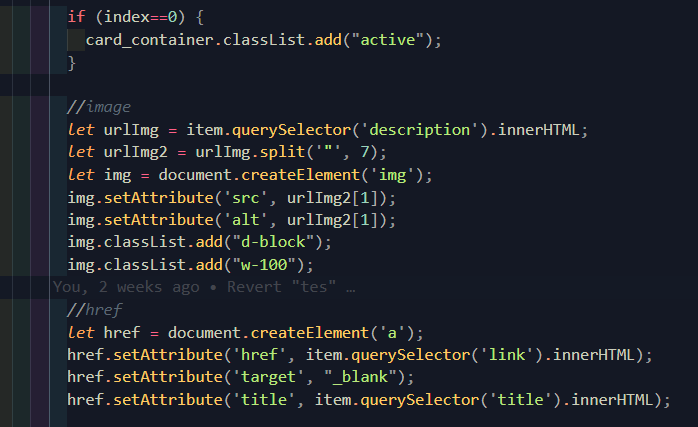 if (index==0) {
card_container.classList.add("active");
}
//image
let urlImg = item.querySelector('description').innerHTML;
let urlImg2 = urlImg.split('"', 7);
let img = document.createElement('img');
img.setAttribute('src', urlImg2[1]);
img.setAttribute('alt', urlImg2[1]);
img.classList.add("d-block");
img.classList.add("w-100");
You, 2 weeks ago • Revert "tes" …
//href
let href = document.createElement('a');
href.setAttribute('href', item.querySelector('link').innerHTML);
href.setAttribute('target', "_blank");
href.setAttribute('title', item.querySelector('title').innerHTML);